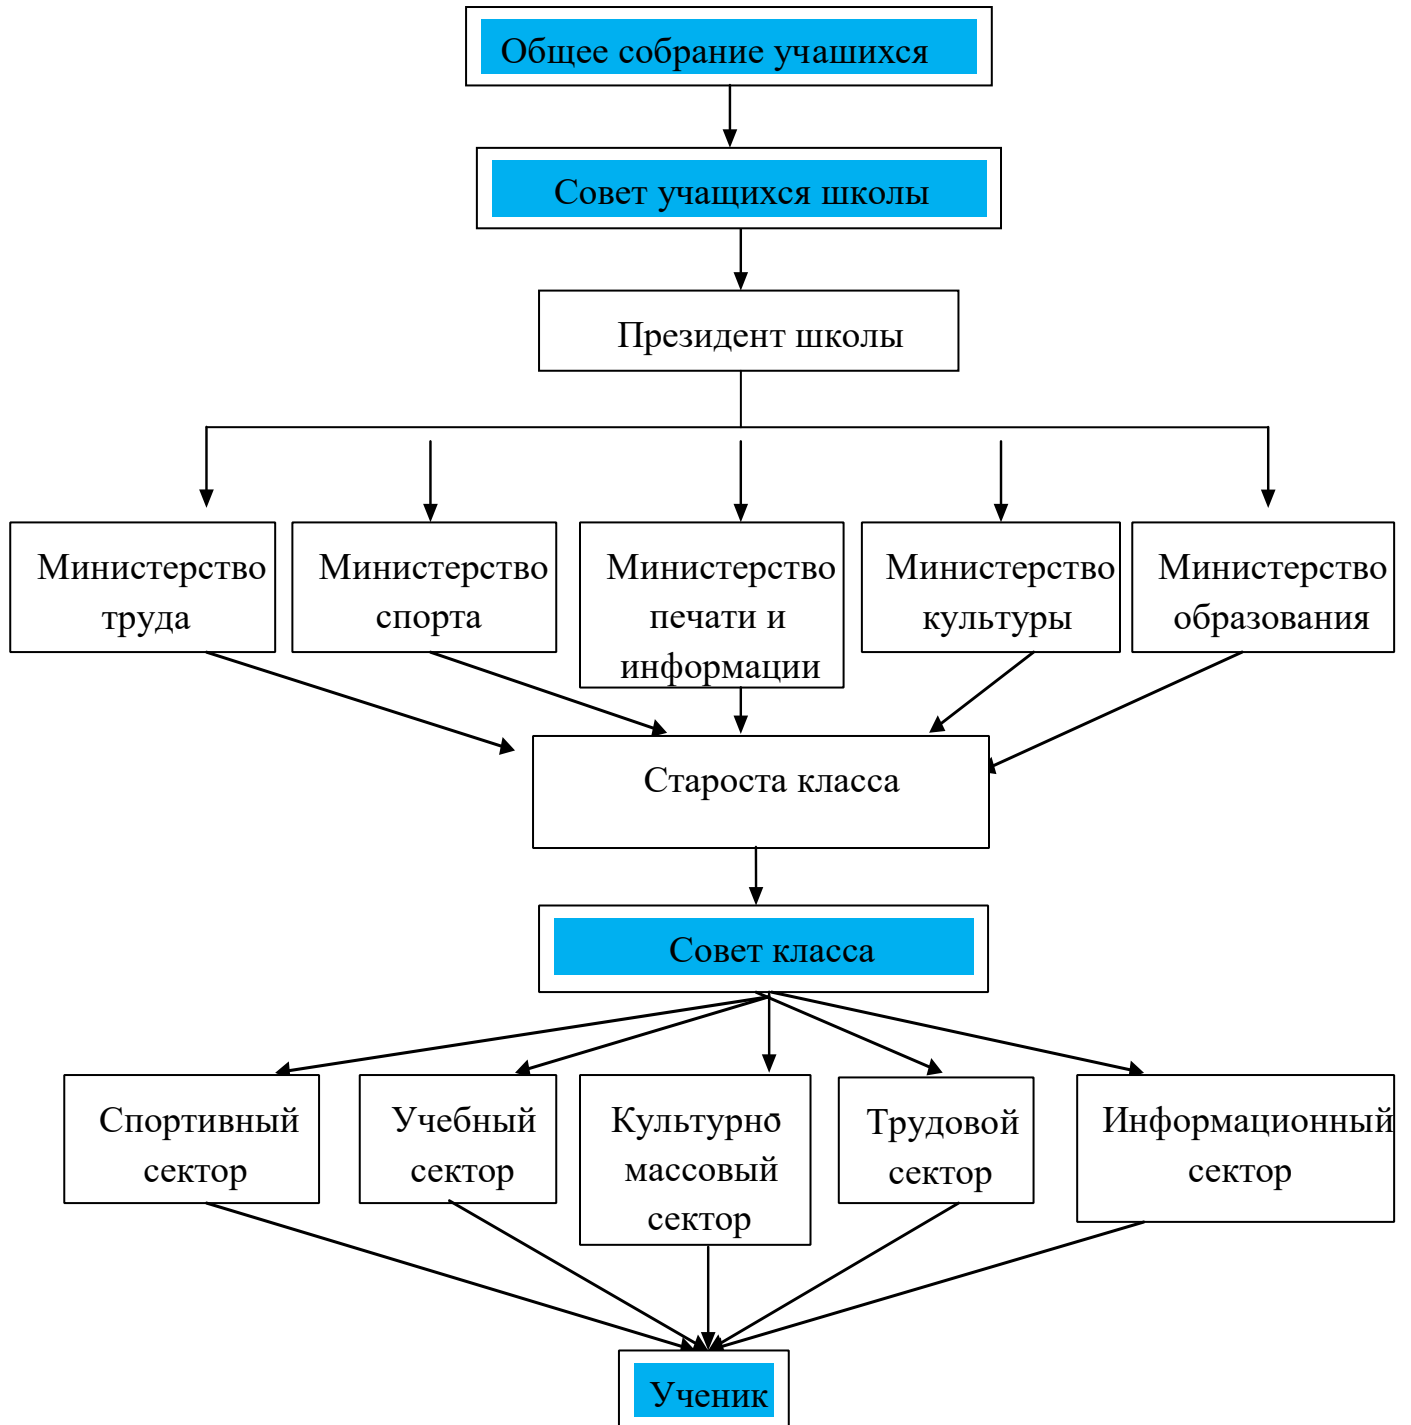 Общее собрание учашихся
Совет учащихся школы
Президент школы
Министерство
труда
Министерство
спорта
Министерство
печати и
информации
Министерство
культуры
Министерство
образования
Староста класса
Совет класса
Спортивный
сектор
Учебный
сектор
Культурно-
массовый
сектор
Трудовой
сектор
Информационный
сектор
Ученик